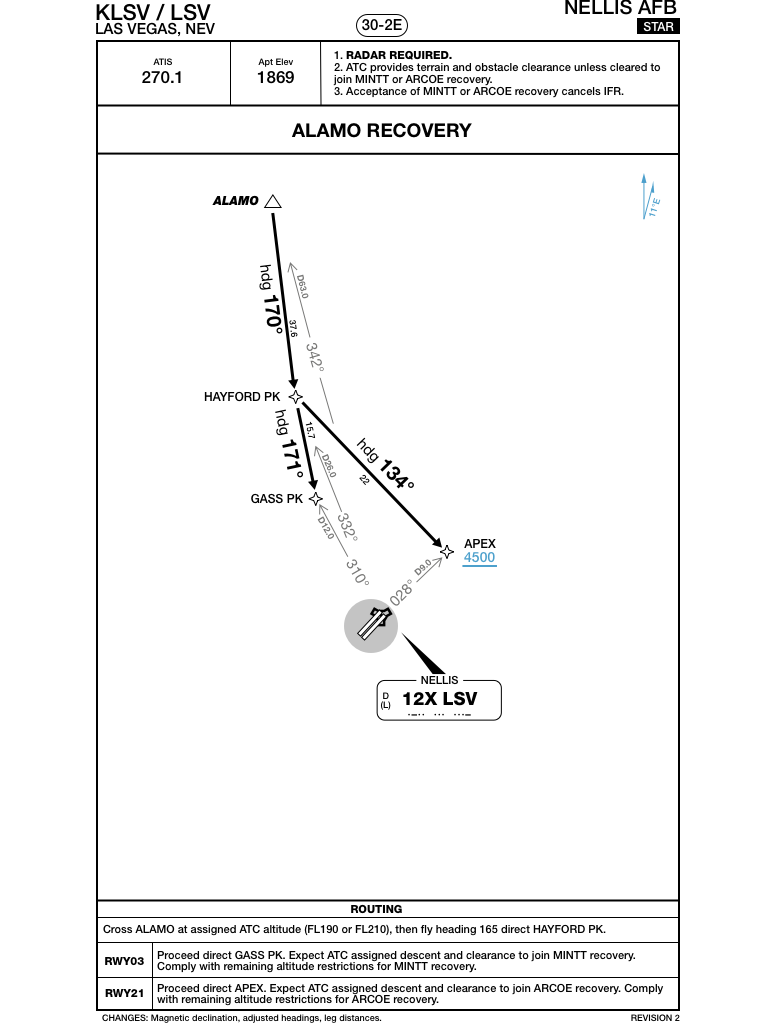 KLSV / LSV
LAS VEGAS, NEV
30-2E
NELLIS AFB
STAR
ATIS
270.1
Apt Elev
1869
1. RADAR REQUIRED.
2. ATC provides terrain and obstacle clearance unless cleared to
join MINTT or ARCOE recovery.
3. Acceptance of MINTT or ARCOE recovery cancels IFR.
ALAMO RECOVERY
11°E
ALAMO
hdg 170°
37.6
D63.0
342°
HAYFORD PK
hdg 171°
15.7
D26.0
332°
hdg 134°
22
GASS PK
D12.0
310°
APEX
4500
D9.0
028°
NELLIS
D
(L)
12X LSV
.-.. ... ...-
ROUTING
Cross ALAMO at assigned ATC altitude (FL190 or FL210), then fly heading 165 direct HAYFORD PK.
RWY03
Proceed direct GASS PK. Expect ATC assigned descent and clearance to join MINTT recovery.
Comply with remaining altitude restrictions for MINTT recovery.
RWY21
Proceed direct APEX. Expect ATC assigned descent and clearance to join ARCOE recovery. Comply
with remaining altitude restrictions for ARCOE recovery.
CHANGES: Magnetic declination, adjusted headings, leg distances.
REVISION 2